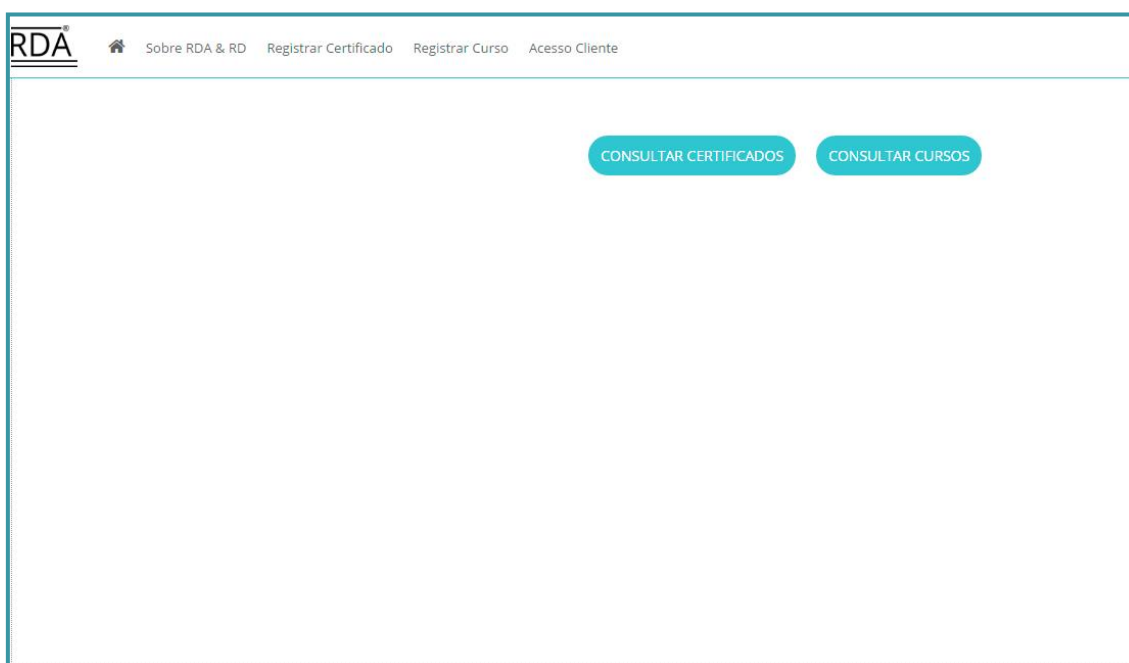 RDA®
Sobre RDA & RD Registrar Certificado Registrar Curso Acesso Cliente
CONSULTAR CERTIFICADOS CONSULTAR CURSOS